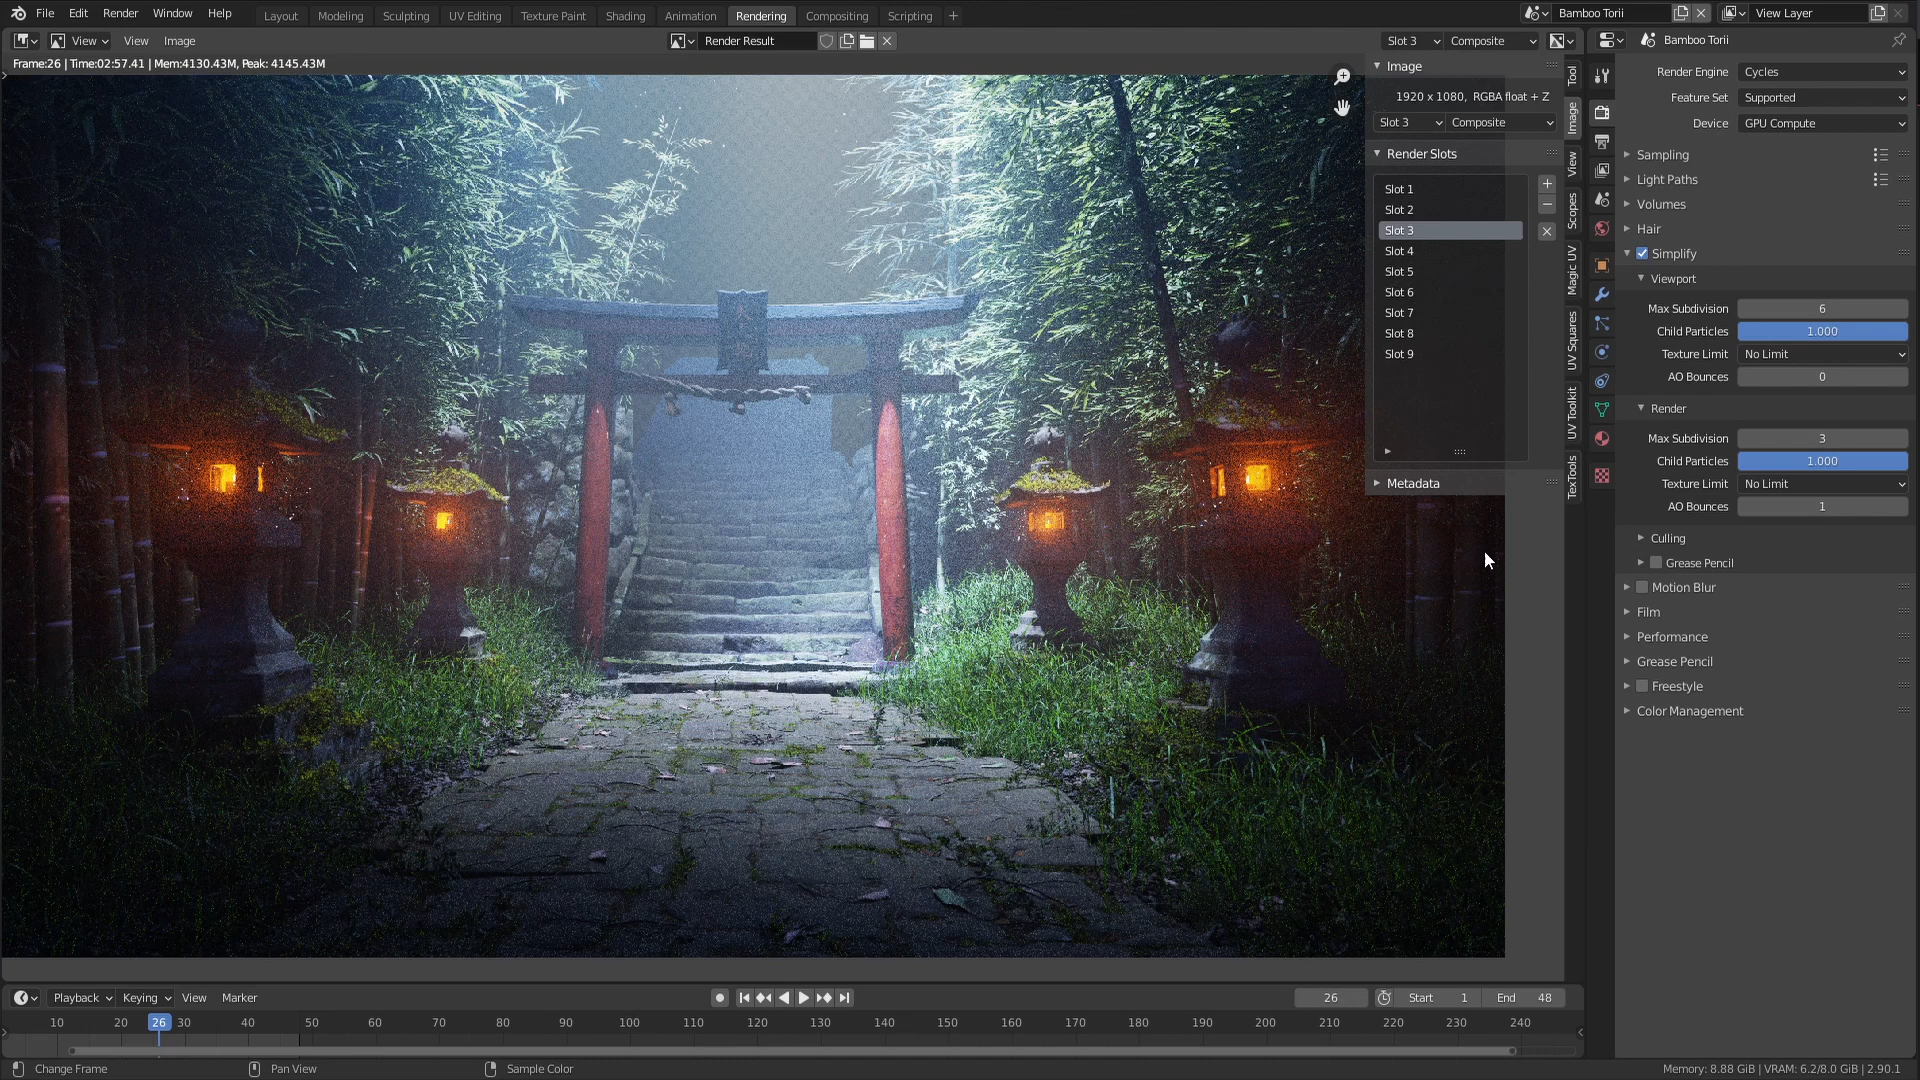 File Edit Render Window Help Layout Modeling Sculpting UV Editing Texture Paint Shading Animation Rendering Compositing Scripting + Bamboo Torii View Layer
View View Image Render Result Slot 3 Composite Bamboo Torii
Frame:26 | Time:02:57.41 | Mem:4130.43M, Peak: 4145.43M
Image
1920 x 1080, RGBA float + Z
Slot 3 Composite
Render Slots
Slot 1
Slot 2
Slot 3
Slot 4
Slot 5
Slot 6
Slot 7
Slot 8
Slot 9
Metadata
Tool
Image
View
Scopes
Magic UV
UV Squares
UV Toolkit
TexTools
Render Engine Cycles
Feature Set Supported
Device GPU Compute
Sampling
Light Paths
Volumes
Hair
Simplify
Viewport
Max Subdivision 6
Child Particles 1.000
Texture Limit No Limit
AO Bounces 0
Render
Max Subdivision 3
Child Particles 1.000
Texture Limit No Limit
AO Bounces 1
Culling
Grease Pencil
Motion Blur
Film
Performance
Grease Pencil
Freestyle
Color Management
Playback Keying View Marker 26 Start 1 End 48
10 20 26 30 40 50 60 70 80 90 100 110 120 130 140 150 160 170 180 190 200 210 220 230 240
Change Frame Pan View Sample Color Memory: 8.88 GiB | VRAM: 6.2/8.0 GiB | 2.90.1